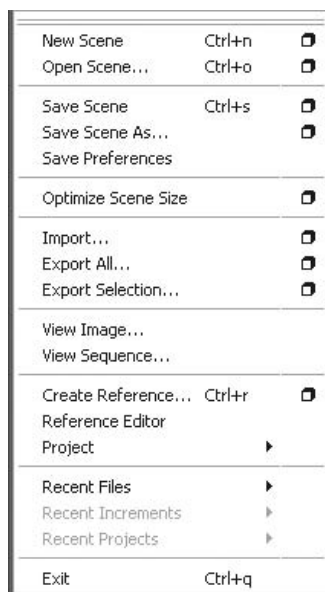 New Scene Ctrl+n
Open Scene... Ctrl+o
Save Scene Ctrl+s
Save Scene As...
Save Preferences
Optimize Scene Size
Import...
Export All...
Export Selection...
View Image...
View Sequence...
Create Reference... Ctrl+r
Reference Editor
Project
Recent Files
Recent Increments
Recent Projects
Exit Ctrl+q